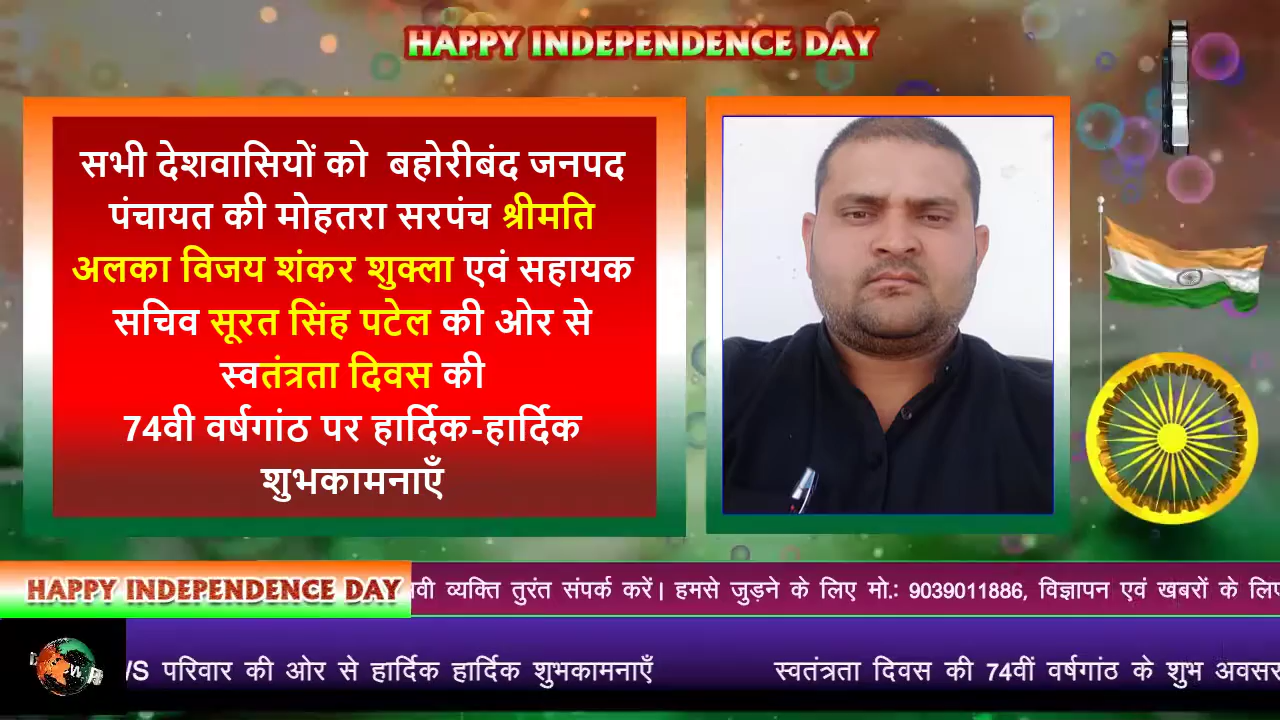 HAPPY INDEPENDENCE DAY
सभी देशवासियों को बहोरीबंद जनपद
पंचायत की मोहतरा सरपंच श्रीमति
अलका विजय शंकर शुक्ला एवं सहायक
सचिव सूरत सिंह पटेल की ओर से
स्वतंत्रता दिवस की
74वी वर्षगांठ पर हार्दिक-हार्दिक
शुभकामनाएँ
HAPPY INDEPENDENCE DAY
व्यक्ति तुरंत संपर्क करें। हमसे जुड़ने के लिए मो.: 9039011886, विज्ञापन एवं खबरों के लिए
परिवार की ओर से हार्दिक हार्दिक शुभकामनाएँ स्वतंत्रता दिवस की 74वीं वर्षगांठ के शुभ अवसर